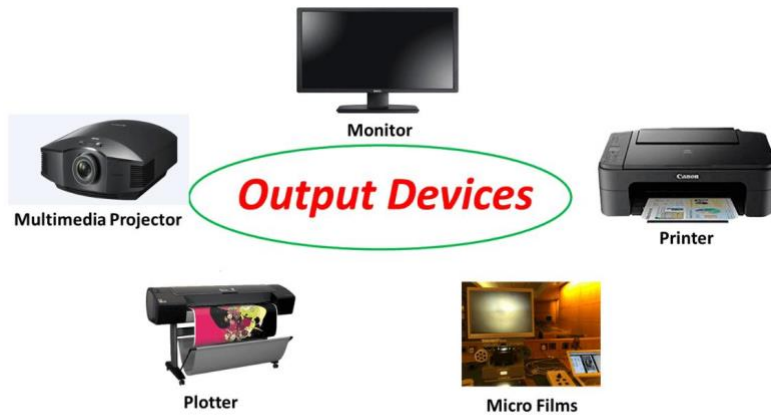 Monitor
Output Devices
Multimedia Projector
Canon
Printer
Plotter
Micro Films